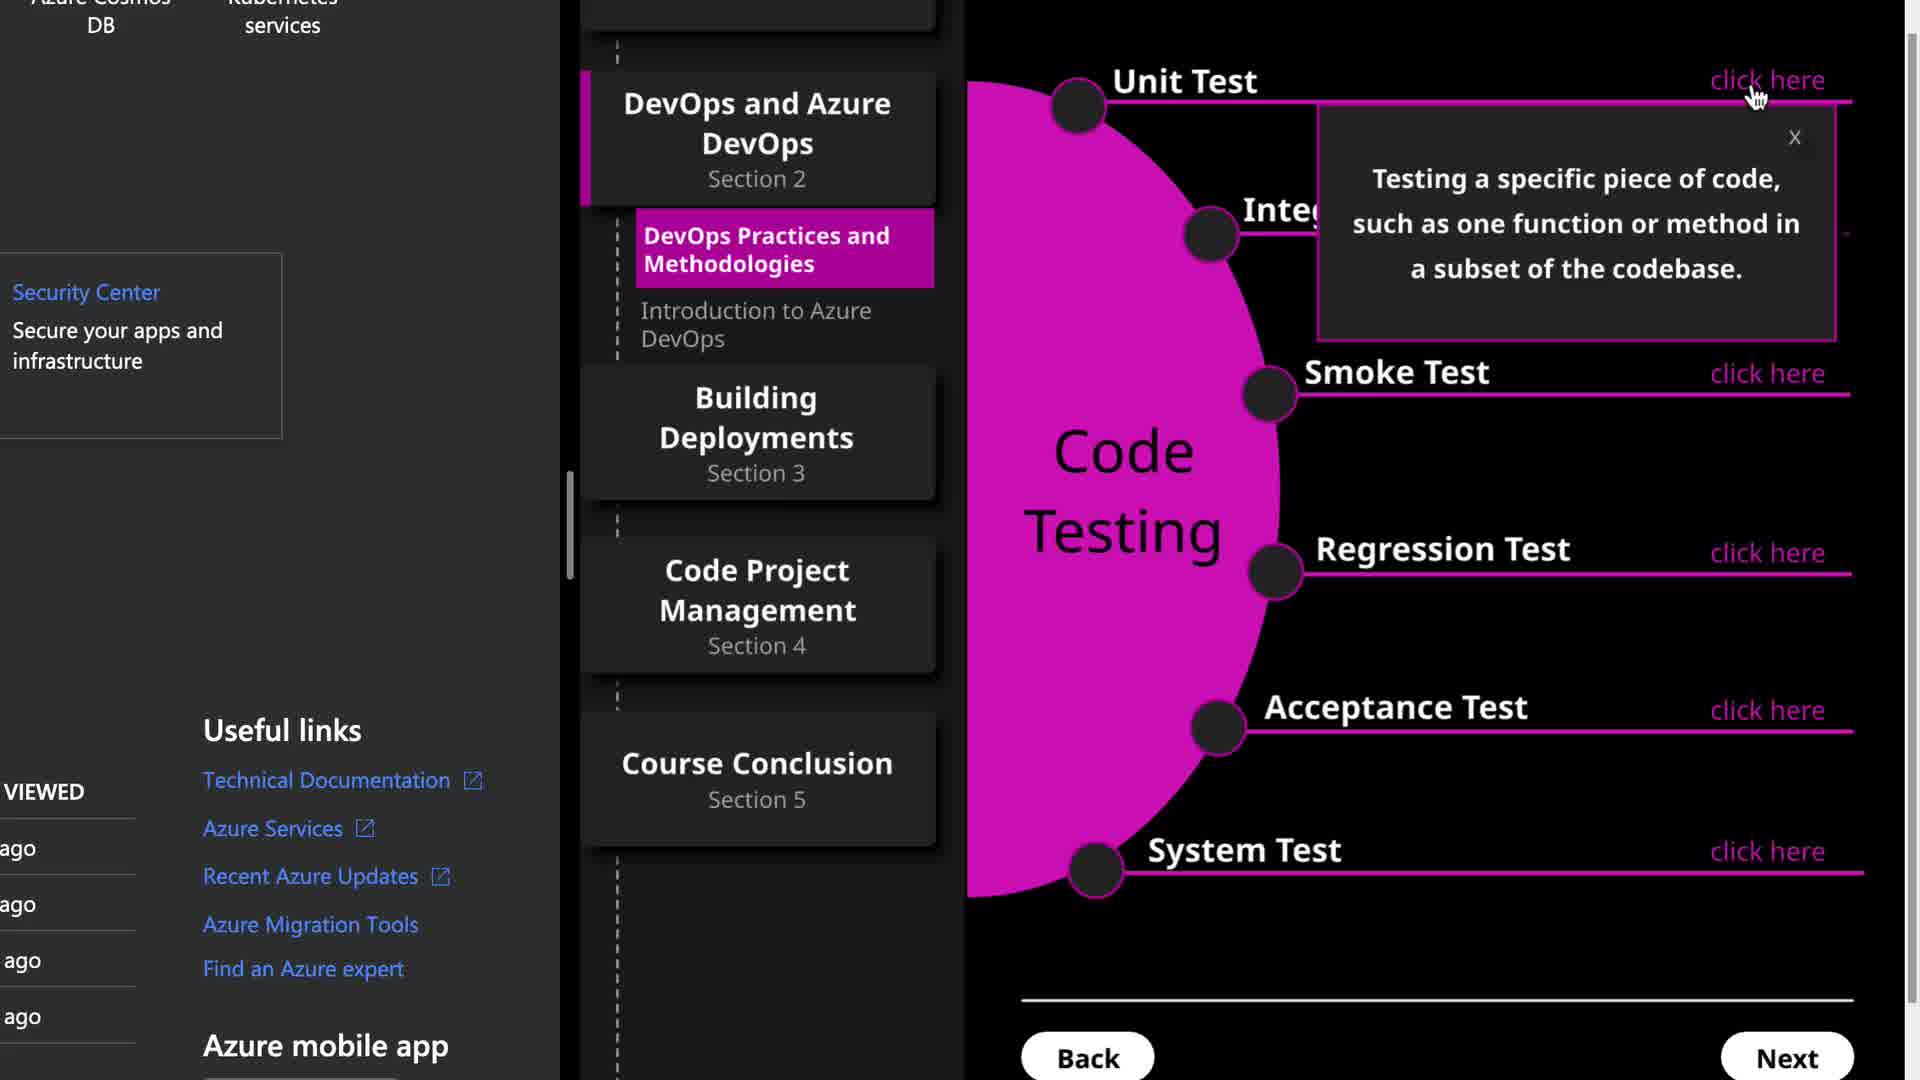 Azure Cosmos
DB
Kubernetes
services
Security Center
Secure your apps and
infrastructure
VIEWED
ago
ago
ago
ago
Useful links
Technical Documentation
Azure Services
Recent Azure Updates
Azure Migration Tools
Find an Azure expert
Azure mobile app
DevOps and Azure
DevOps
Section 2
DevOps Practices and
Methodologies
Introduction to Azure
DevOps
Building
Deployments
Section 3
Code Project
Management
Section 4
Course Conclusion
Section 5
Code
Testing
Unit Test
click here
X
Testing a specific piece of code,
such as one function or method in
a subset of the codebase.
Smoke Test
click here
Regression Test
click here
Acceptance Test
click here
System Test
click here
Back
Next